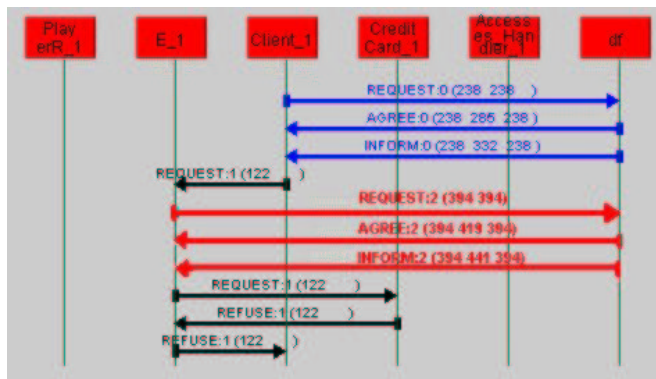 Play
erR_1
E_1
Client_1
Credit
Card_1
Access
es_Han
dler_1
df
REQUEST:0 (238 238 )
AGREE:0 (238 285 238 )
INFORM:0 (238 332 238 )
REQUEST:1 (122 )
REQUEST:2 (394 394)
AGREE:2 (394 419 394)
INFORM:2 (394 441 394)
REQUEST:1 (122 )
REFUSE:1 (122 )
REFUSE:1 (122 )